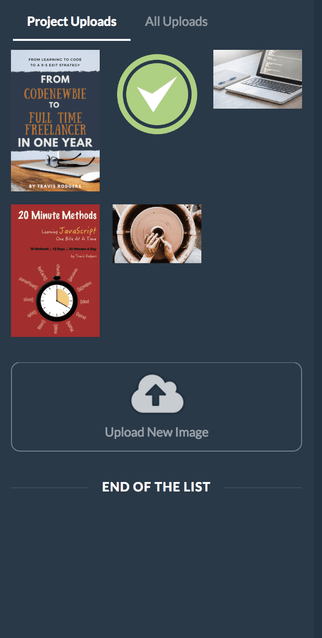 Project Uploads
All Uploads
FROM LEARNING TO CODE
TO A 9-5 EXIT STRATEGY
FROM
CODENEWBIE
TO
FULL TIME
FREELANCER
IN ONE YEAR
BY TRAVIS RODGERS
20 Minute Methods
Learning JavaScript
One Bite At A Time
by Travis Rodgers
Upload New Image
END OF THE LIST